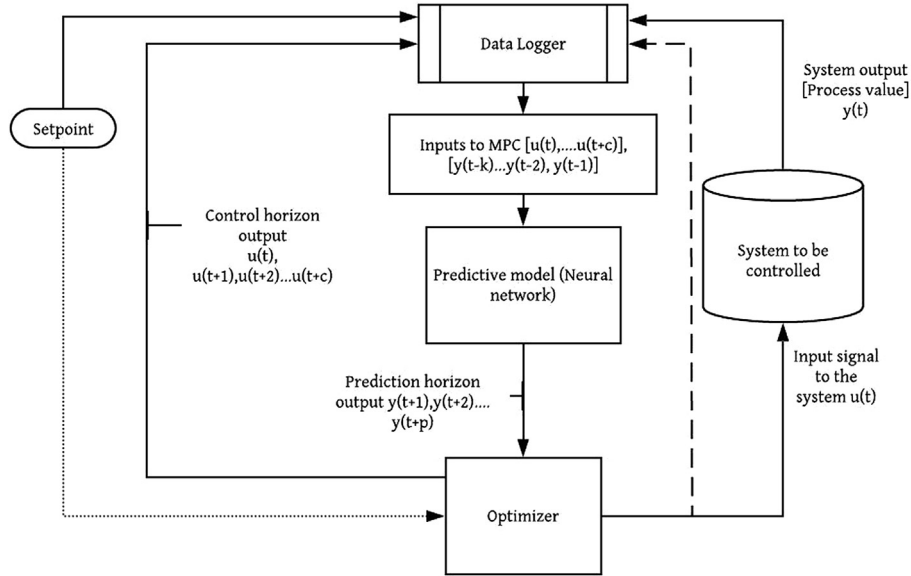 Data Logger
System output
[Process value]
y(t)
Setpoint
Inputs to MPC [u(t),....u(t+c)],
[y(t-k)...y(t-2), y(t-1)]
Control horizon
output
u(t),
u(t+1),u(t+2)...u(t+c)
System to be
controlled
Predictive model (Neural
network)
Input signal
to the
system u(t)
Prediction horizon
output y(t+1),y(t+2)....
y(t+p)
Optimizer